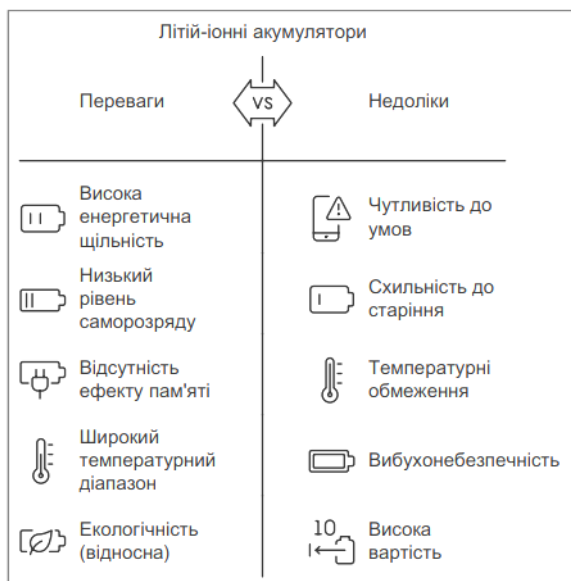 Літій-іонні акумулятори
Переваги
VS
Недоліки
Висока
енергетична
щільність
Низький
рівень
саморозряду
Відсутність
ефекту пам'яті
Широкий
температурний
діапазон
Екологічність
(відносна)
Чутливість до
умов
Схильність до
старіння
Температурні
обмеження
Вибухонебезпечність
10
Висока
вартість